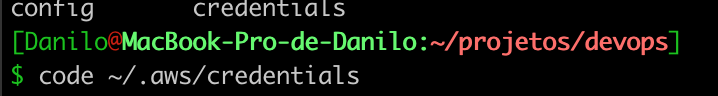 config      credentials
[Danilo@MacBook-Pro-de-Danilo:~/projetos/devops]
$ code ~/.aws/credentials